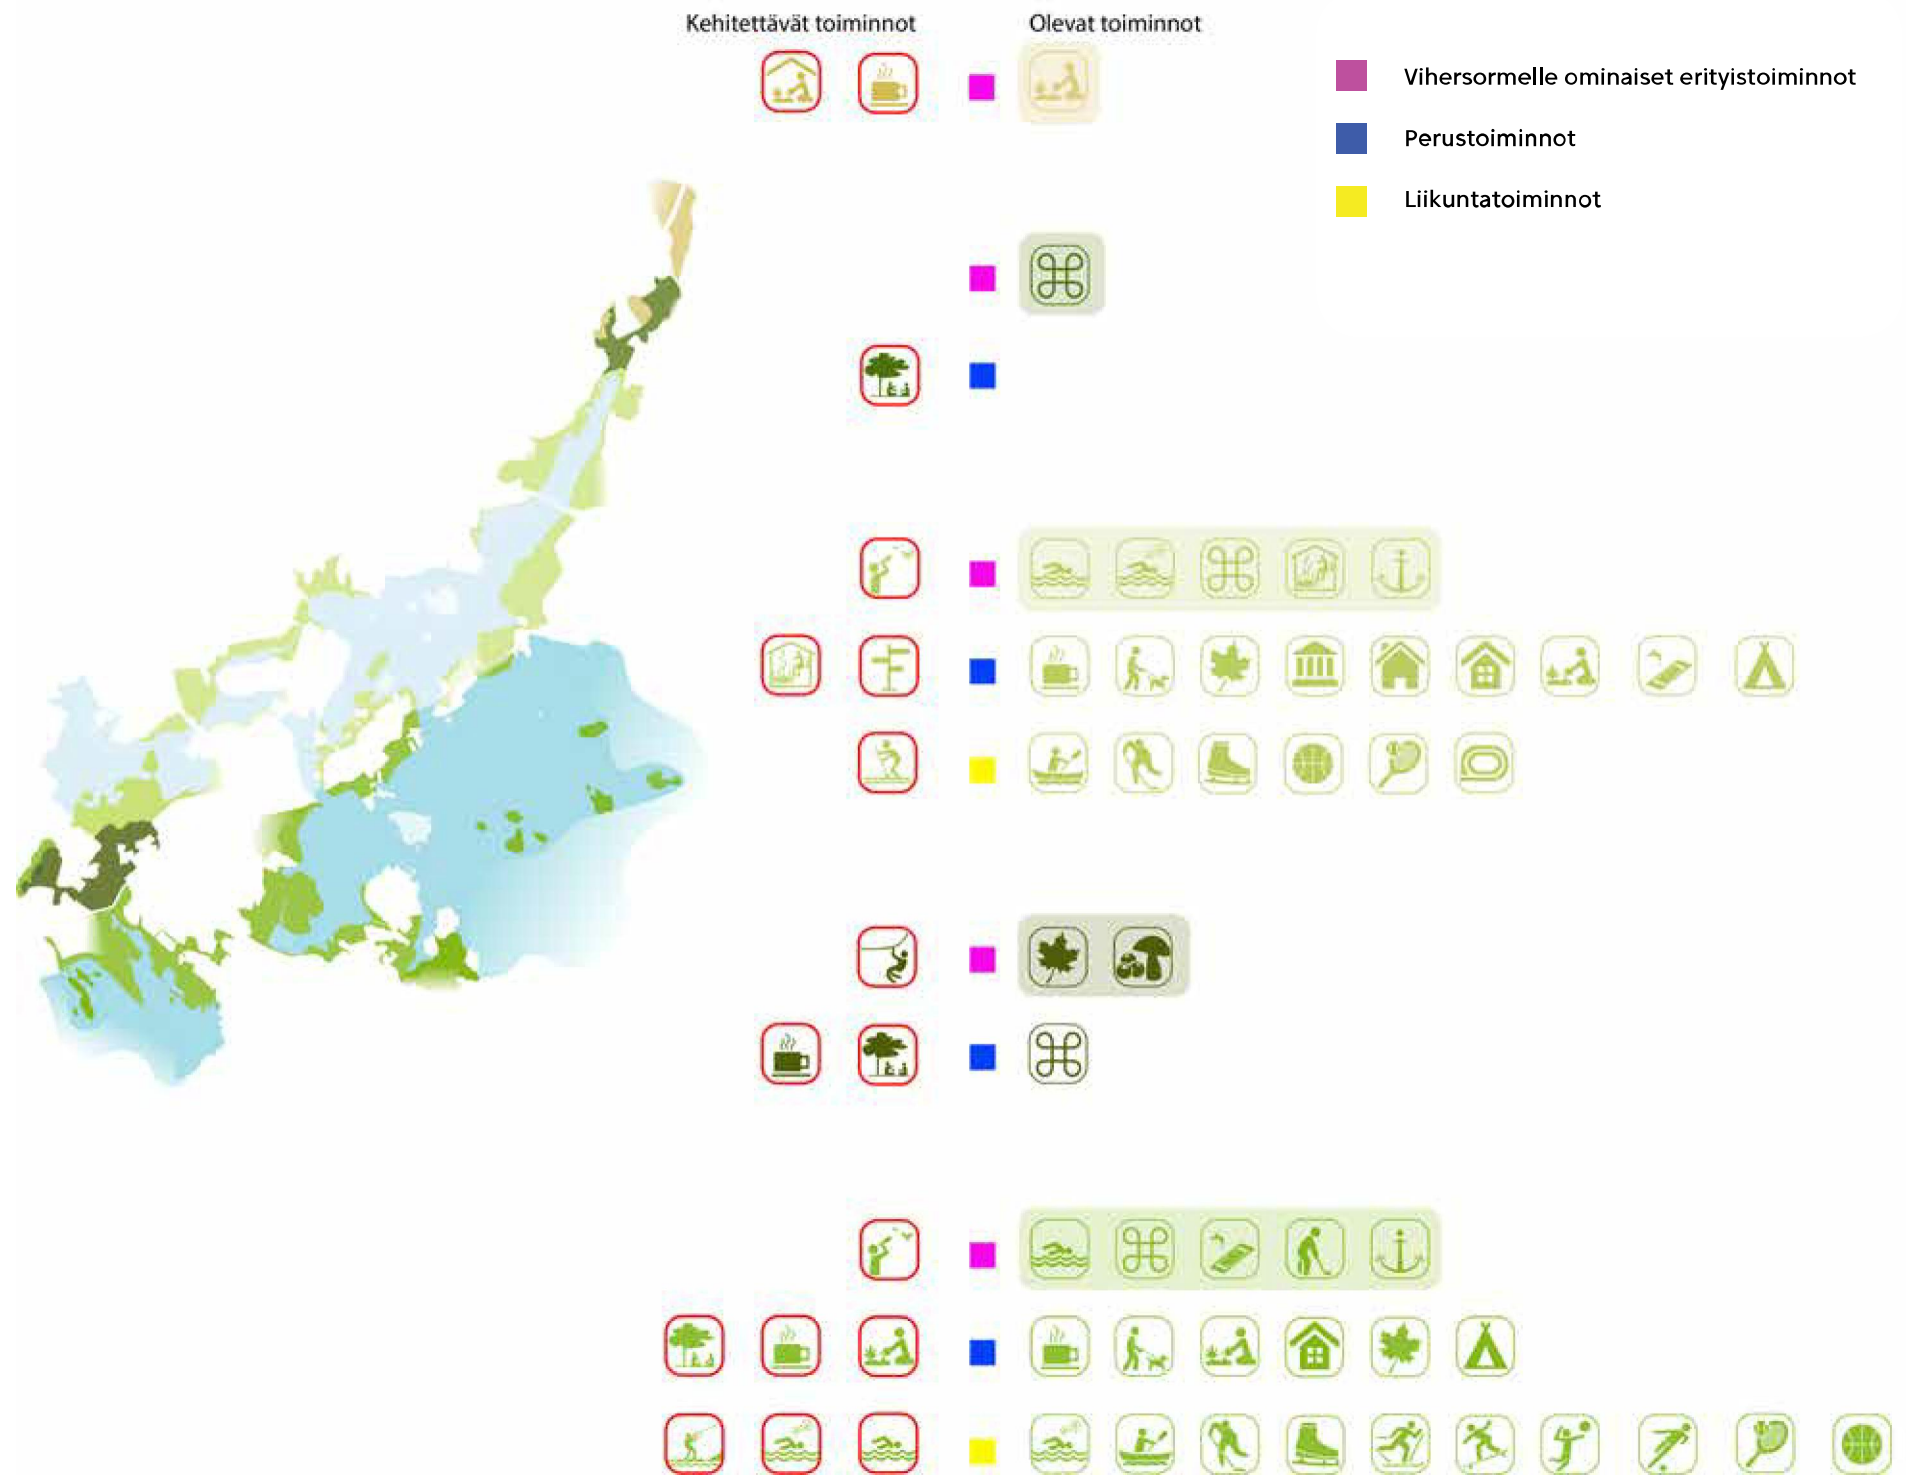 Kehitettävät toiminnot
Olevat toiminnot
Vihersormelle ominaiset erityistoiminnot
Perustoiminnot
Liikuntatoiminnot